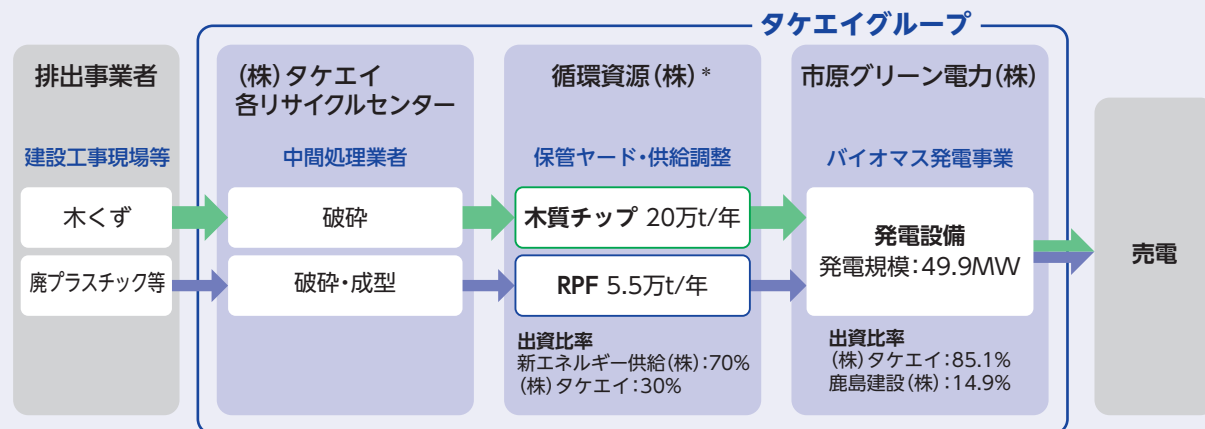 タケエイグループ
排出事業者
建設工事現場等
木くず
廃プラスチック等
(株)タケエイ
各リサイクルセンター
中間処理業者
破砕
破砕・成型
循環資源(株)*
保管ヤード・供給調整
木質チップ 20万t/年
RPF 5.5万t/年
出資比率
新エネルギー供給(株):70%
(株)タケエイ:30%
市原グリーン電力(株)
バイオマス発電事業
発電設備
発電規模:49.9MW
出資比率
(株)タケエイ:85.1%
鹿島建設(株):14.9%
売電